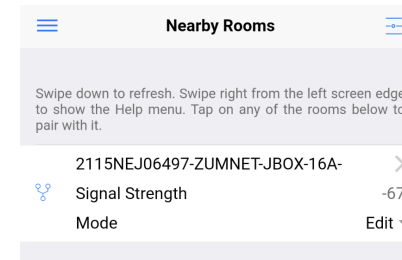 Nearby Rooms
Swipe down to refresh. Swipe right from the left screen edge
to show the Help menu. Tap on any of the rooms below to
pair with it.
2115NEJ06497-ZUMNET-JBOX-16A-
Signal Strength -67
Mode Edit